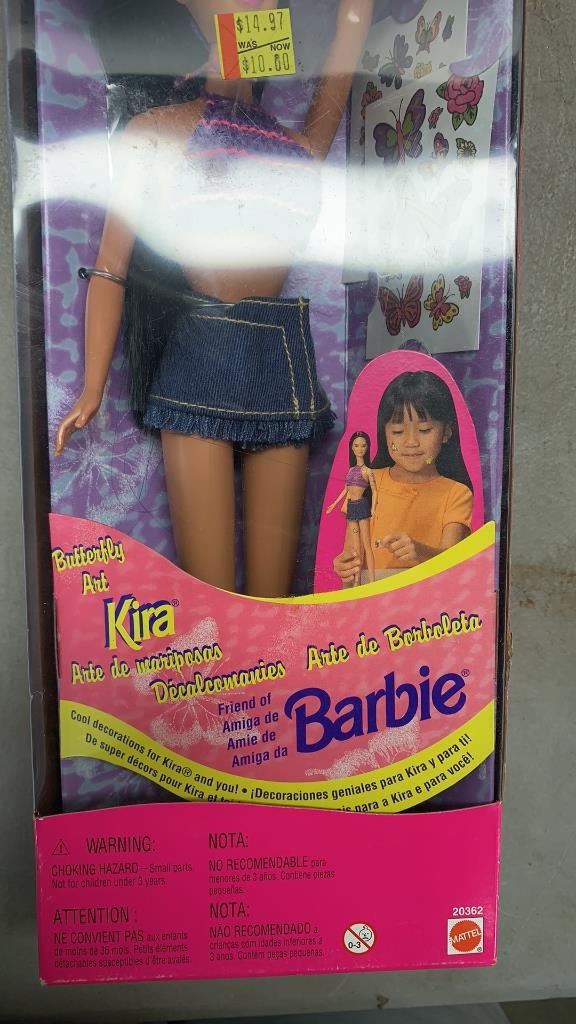 $14.97
WAS NOW
$10.00
Butterfly
Art
Kira®
Arte de mariposas
Décalcomanies
Arte de Borboleta
Friend of
Amiga de
Amie de
Amiga da
Barbie®
Cool decorations for Kira® and you! • ¡Decoraciones geniales para Kira y para ti!
De super décors pour Kira et para a Kira e para você!
⚠ WARNING:
CHOKING HAZARD – Small parts.
Not for children under 3 years.
NOTA:
NO RECOMENDABLE para
menores de 3 años. Contiene piezas
pequeñas.
ATTENTION :
NE CONVIENT PAS aux enfants
de moins de 36 mois. Petits éléments
détachables susceptibles d'être avalés.
NOTA:
NÃO RECOMENDADO a
crianças com idades inferiores a
3 anos. Contém peças pequenas.
0-3
20362
MATTEL
®